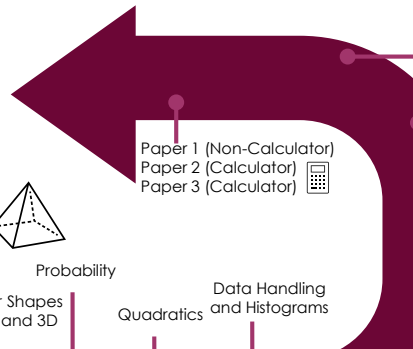 Paper 1 (Non-Calculator)
Paper 2 (Calculator)
Paper 3 (Calculator)
Probability
Shapes
and 3D
Quadratics
Data Handling
and Histograms